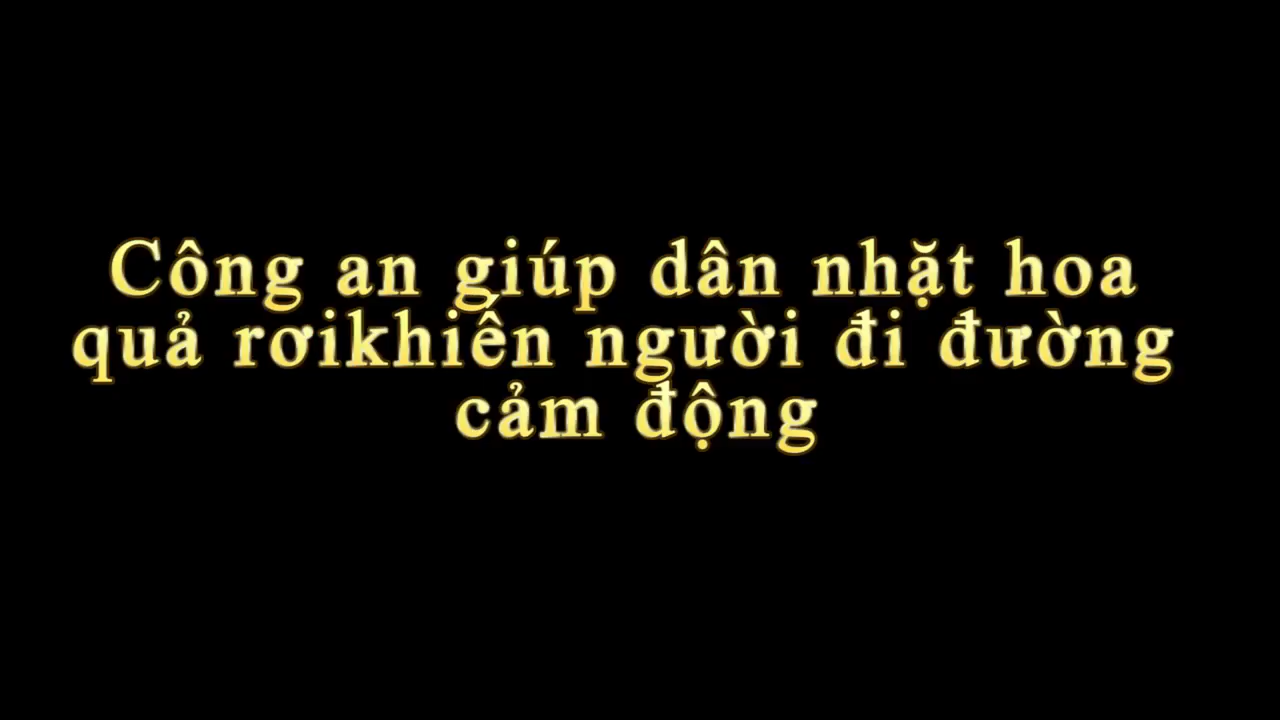 Công an giúp dân nhặt hoa
quả rơikhiến người đi đường
cảm động